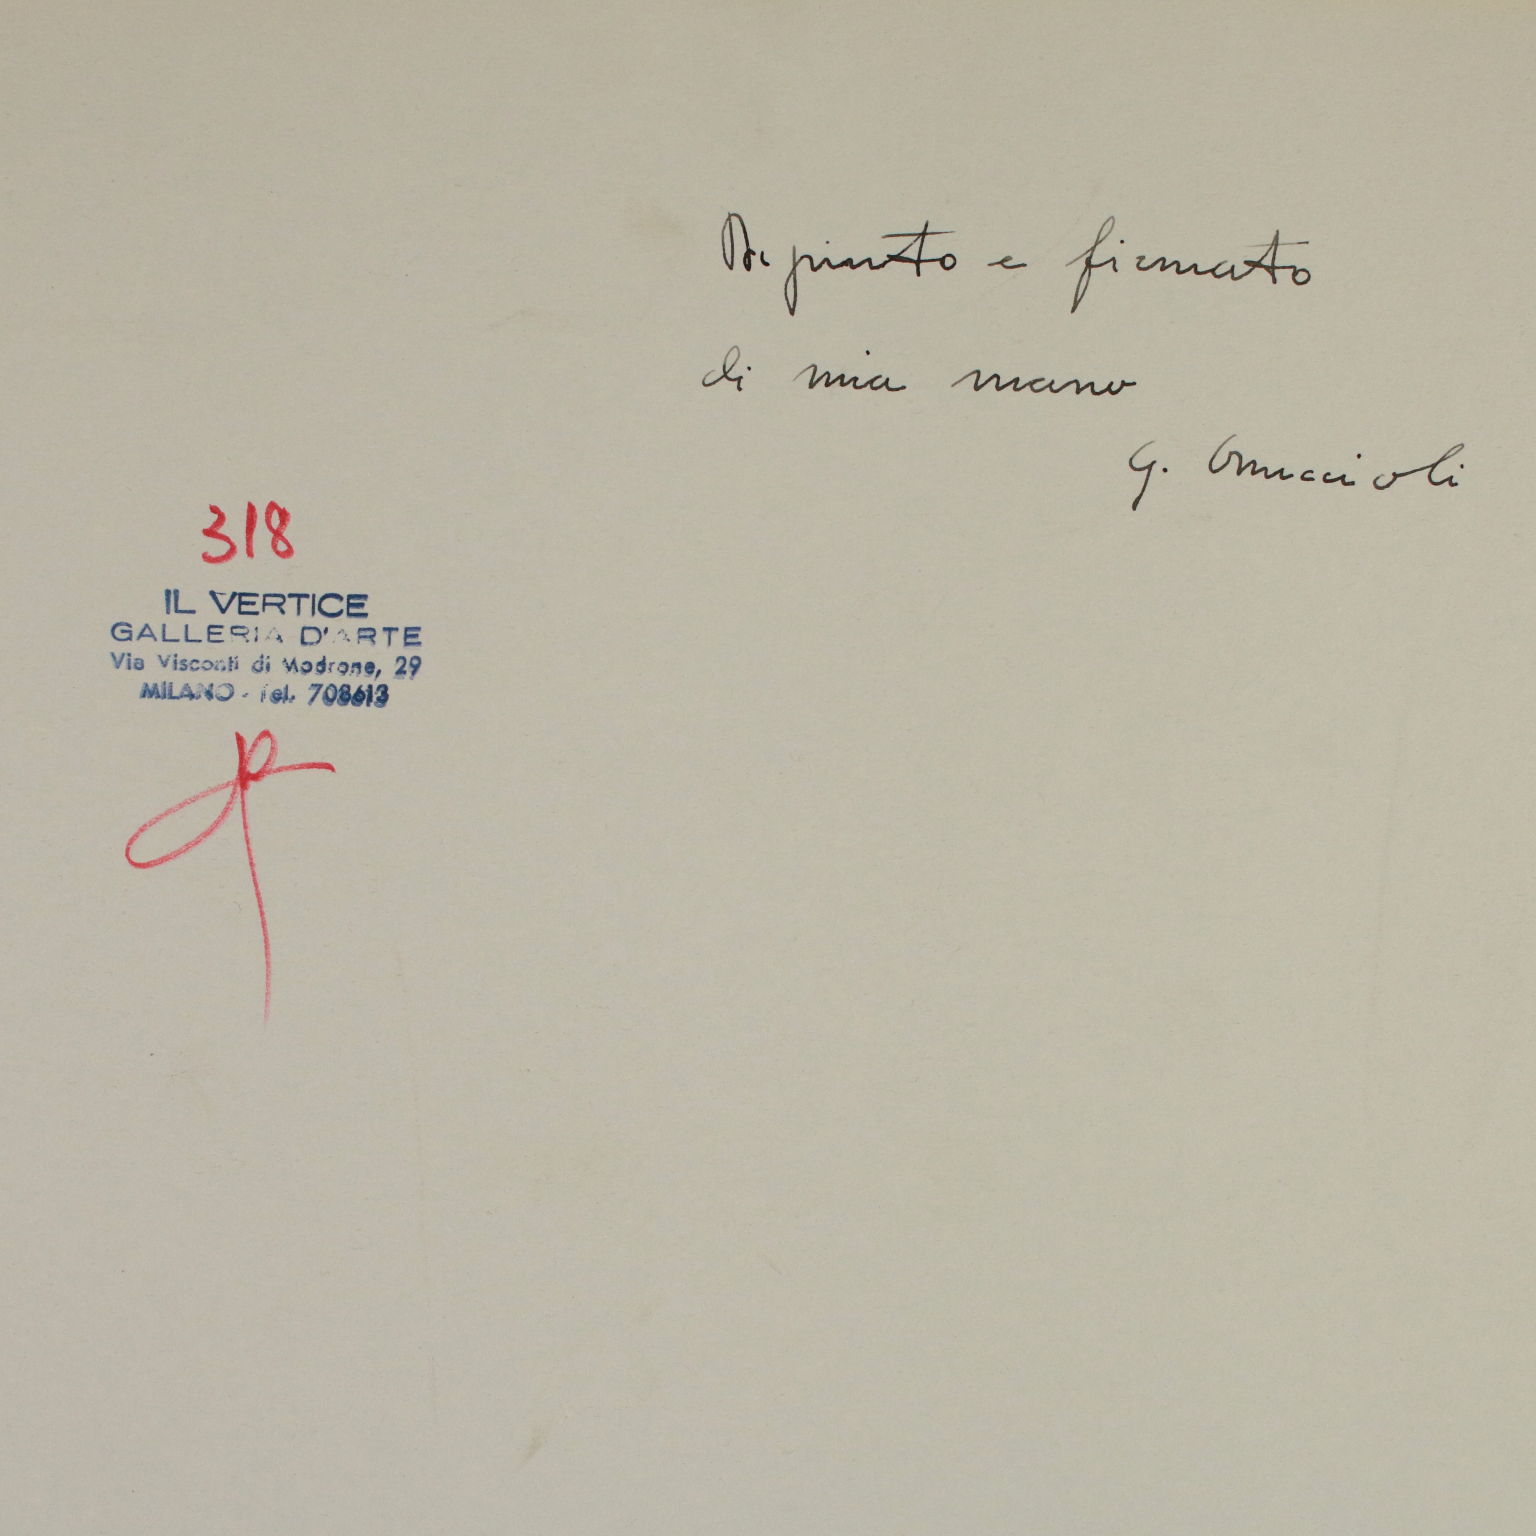 Dipinto e firmato
di mia mano
G. Omiccioli
318
IL VERTICE
GALLERIA D'ARTE
Via Visconti di Modrone, 29
MILANO - Tel. 708613